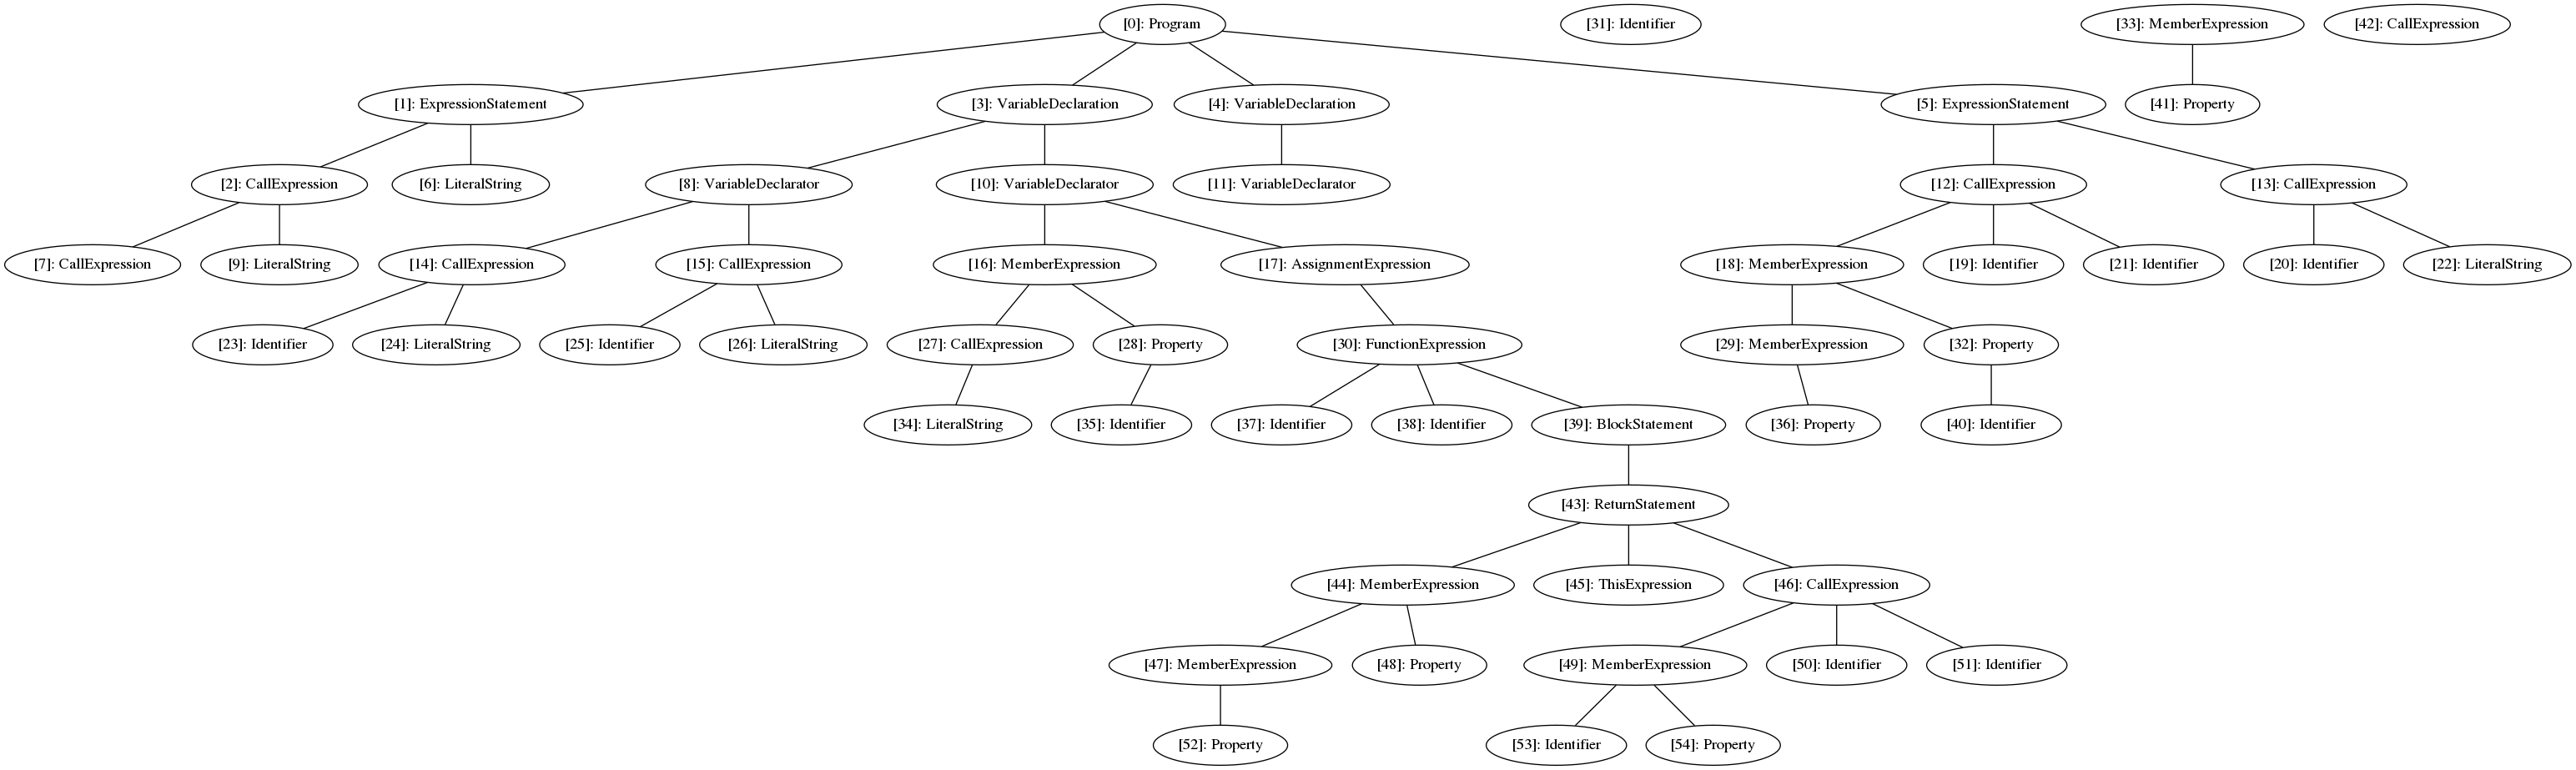 [0]: Program
[31]: Identifier
[33]: MemberExpression
[42]: CallExpression
[1]: ExpressionStatement
[3]: VariableDeclaration
[4]: VariableDeclaration
[5]: ExpressionStatement
[41]: Property
[2]: CallExpression
[6]: LiteralString
[8]: VariableDeclarator
[10]: VariableDeclarator
[11]: VariableDeclarator
[12]: CallExpression
[13]: CallExpression
[7]: CallExpression
[9]: LiteralString
[14]: CallExpression
[15]: CallExpression
[16]: MemberExpression
[17]: AssignmentExpression
[18]: MemberExpression
[19]: Identifier
[21]: Identifier
[20]: Identifier
[22]: LiteralString
[23]: Identifier
[24]: LiteralString
[25]: Identifier
[26]: LiteralString
[27]: CallExpression
[28]: Property
[30]: FunctionExpression
[29]: MemberExpression
[32]: Property
[34]: LiteralString
[35]: Identifier
[37]: Identifier
[38]: Identifier
[39]: BlockStatement
[36]: Property
[40]: Identifier
[43]: ReturnStatement
[44]: MemberExpression
[45]: ThisExpression
[46]: CallExpression
[47]: MemberExpression
[48]: Property
[49]: MemberExpression
[50]: Identifier
[51]: Identifier
[52]: Property
[53]: Identifier
[54]: Property